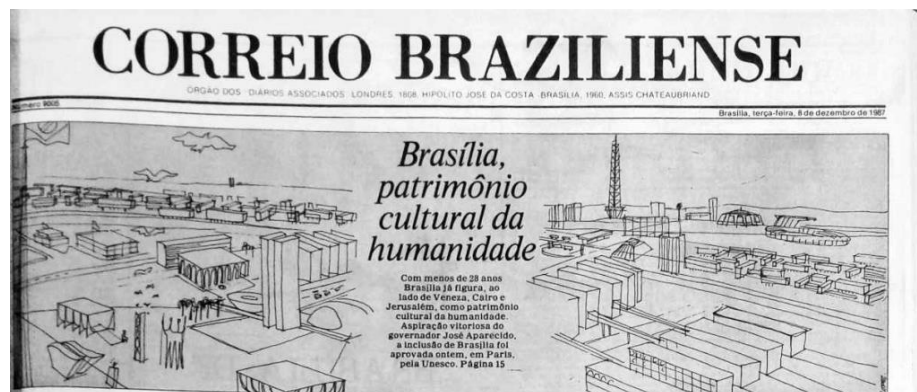 CORREIO BRAZILIENSE
ORGÃO DOS DIÁRIOS ASSOCIADOS LONDRES, 1808, HIPOLITO JOSÉ DA COSTA BRASÍLIA, 1960, ASSIS CHATEAUBRIAND
Número 9005
Brasília, terça-feira, 8 de dezembro de 1987
Brasília,
patrimônio
cultural da
humanidade
Com menos de 28 anos
Brasília já figura, ao
lado de Veneza, Cairo e
Jerusalém, como patrimônio
cultural da humanidade.
Aspiração vitoriosa do
governador José Aparecido,
a inclusão de Brasília foi
aprovada ontem, em Paris,
pela Unesco. Página 15